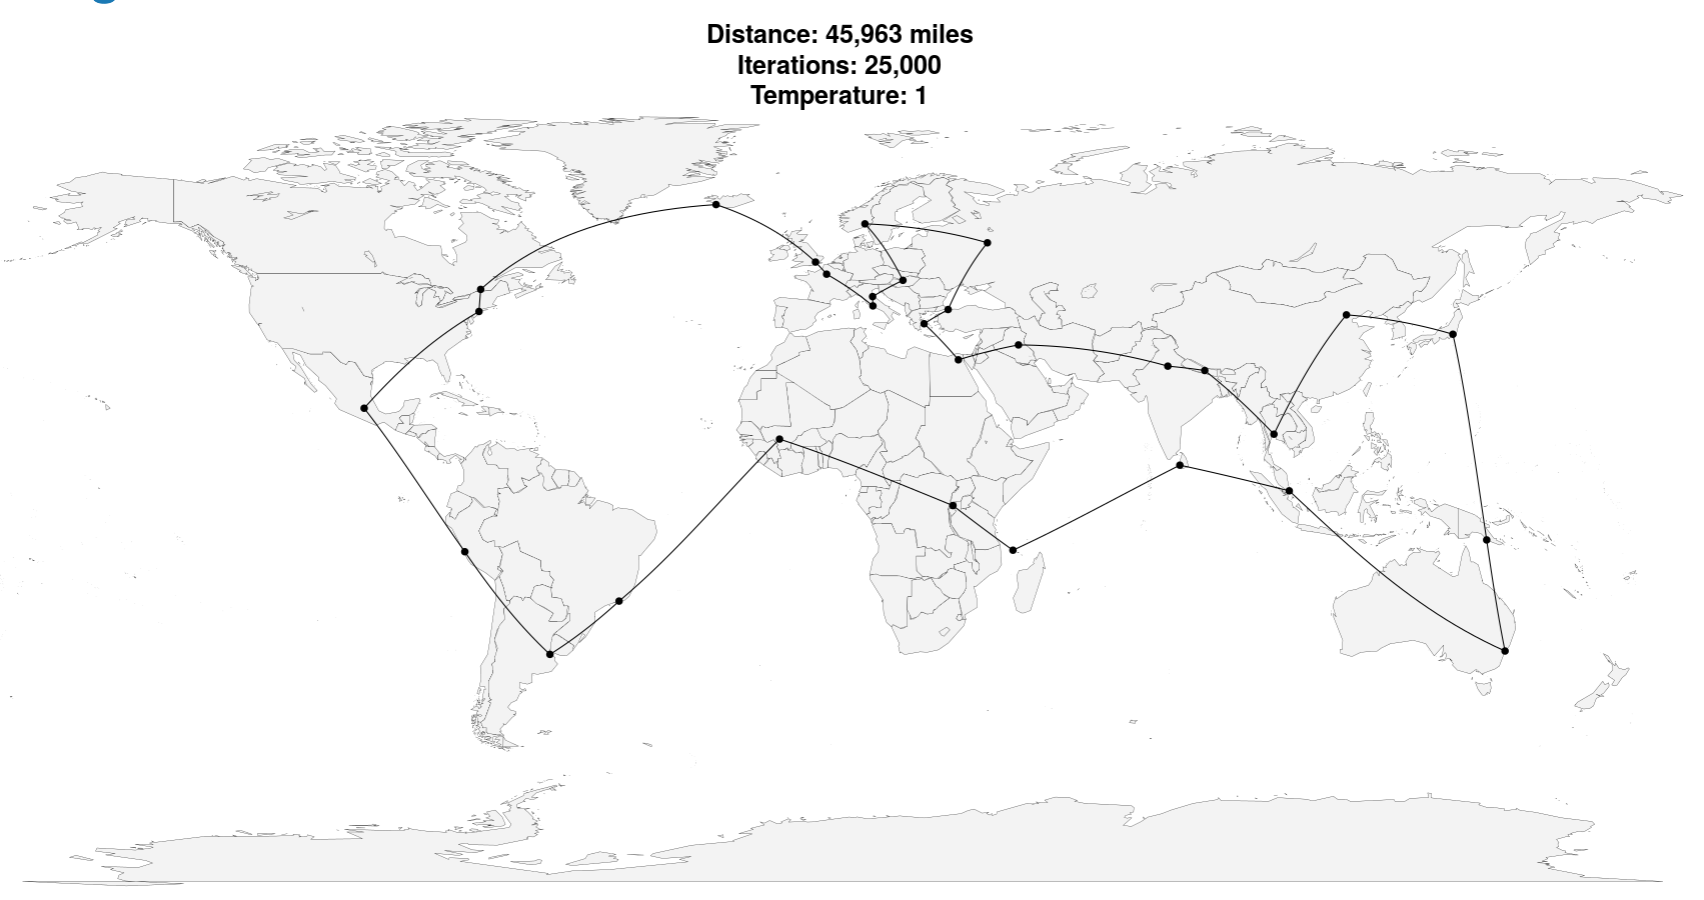 Distance: 45,963 miles
Iterations: 25,000
Temperature: 1